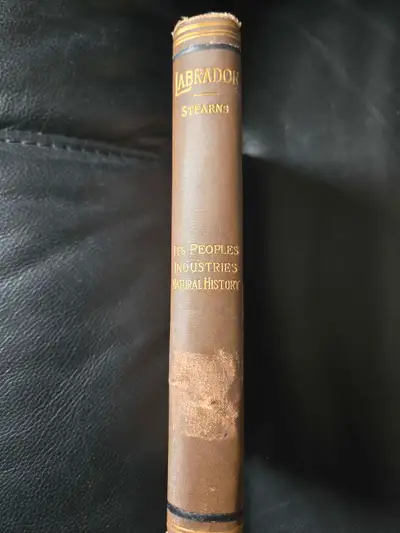 LABRADOR
STEARNS
ITS PEOPLES
INDUSTRIES
NATURAL HISTORY